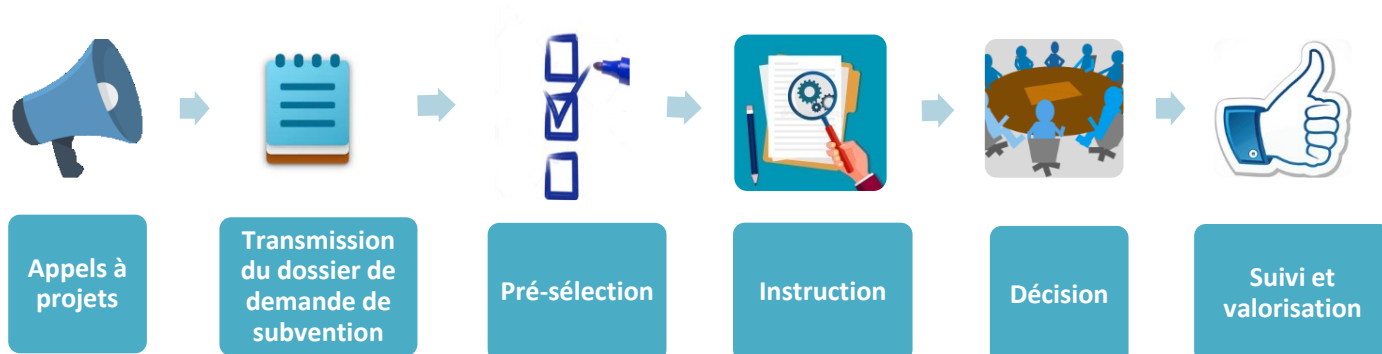 Appels à
projets
Transmission
du dossier de
demande de
subvention
Pré-sélection
Instruction
Décision
Suivi et
valorisation